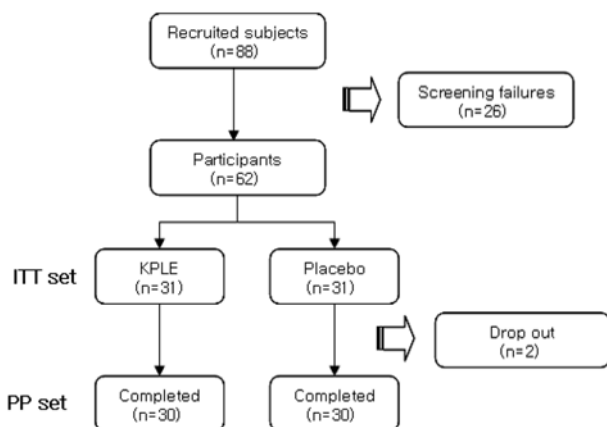 Recruited subjects
(n=88)
Screening failures
(n=26)
Participants
(n=62)
ITT set
KPLE
(n=31)
Placebo
(n=31)
Drop out
(n=2)
PP set
Completed
(n=30)
Completed
(n=30)